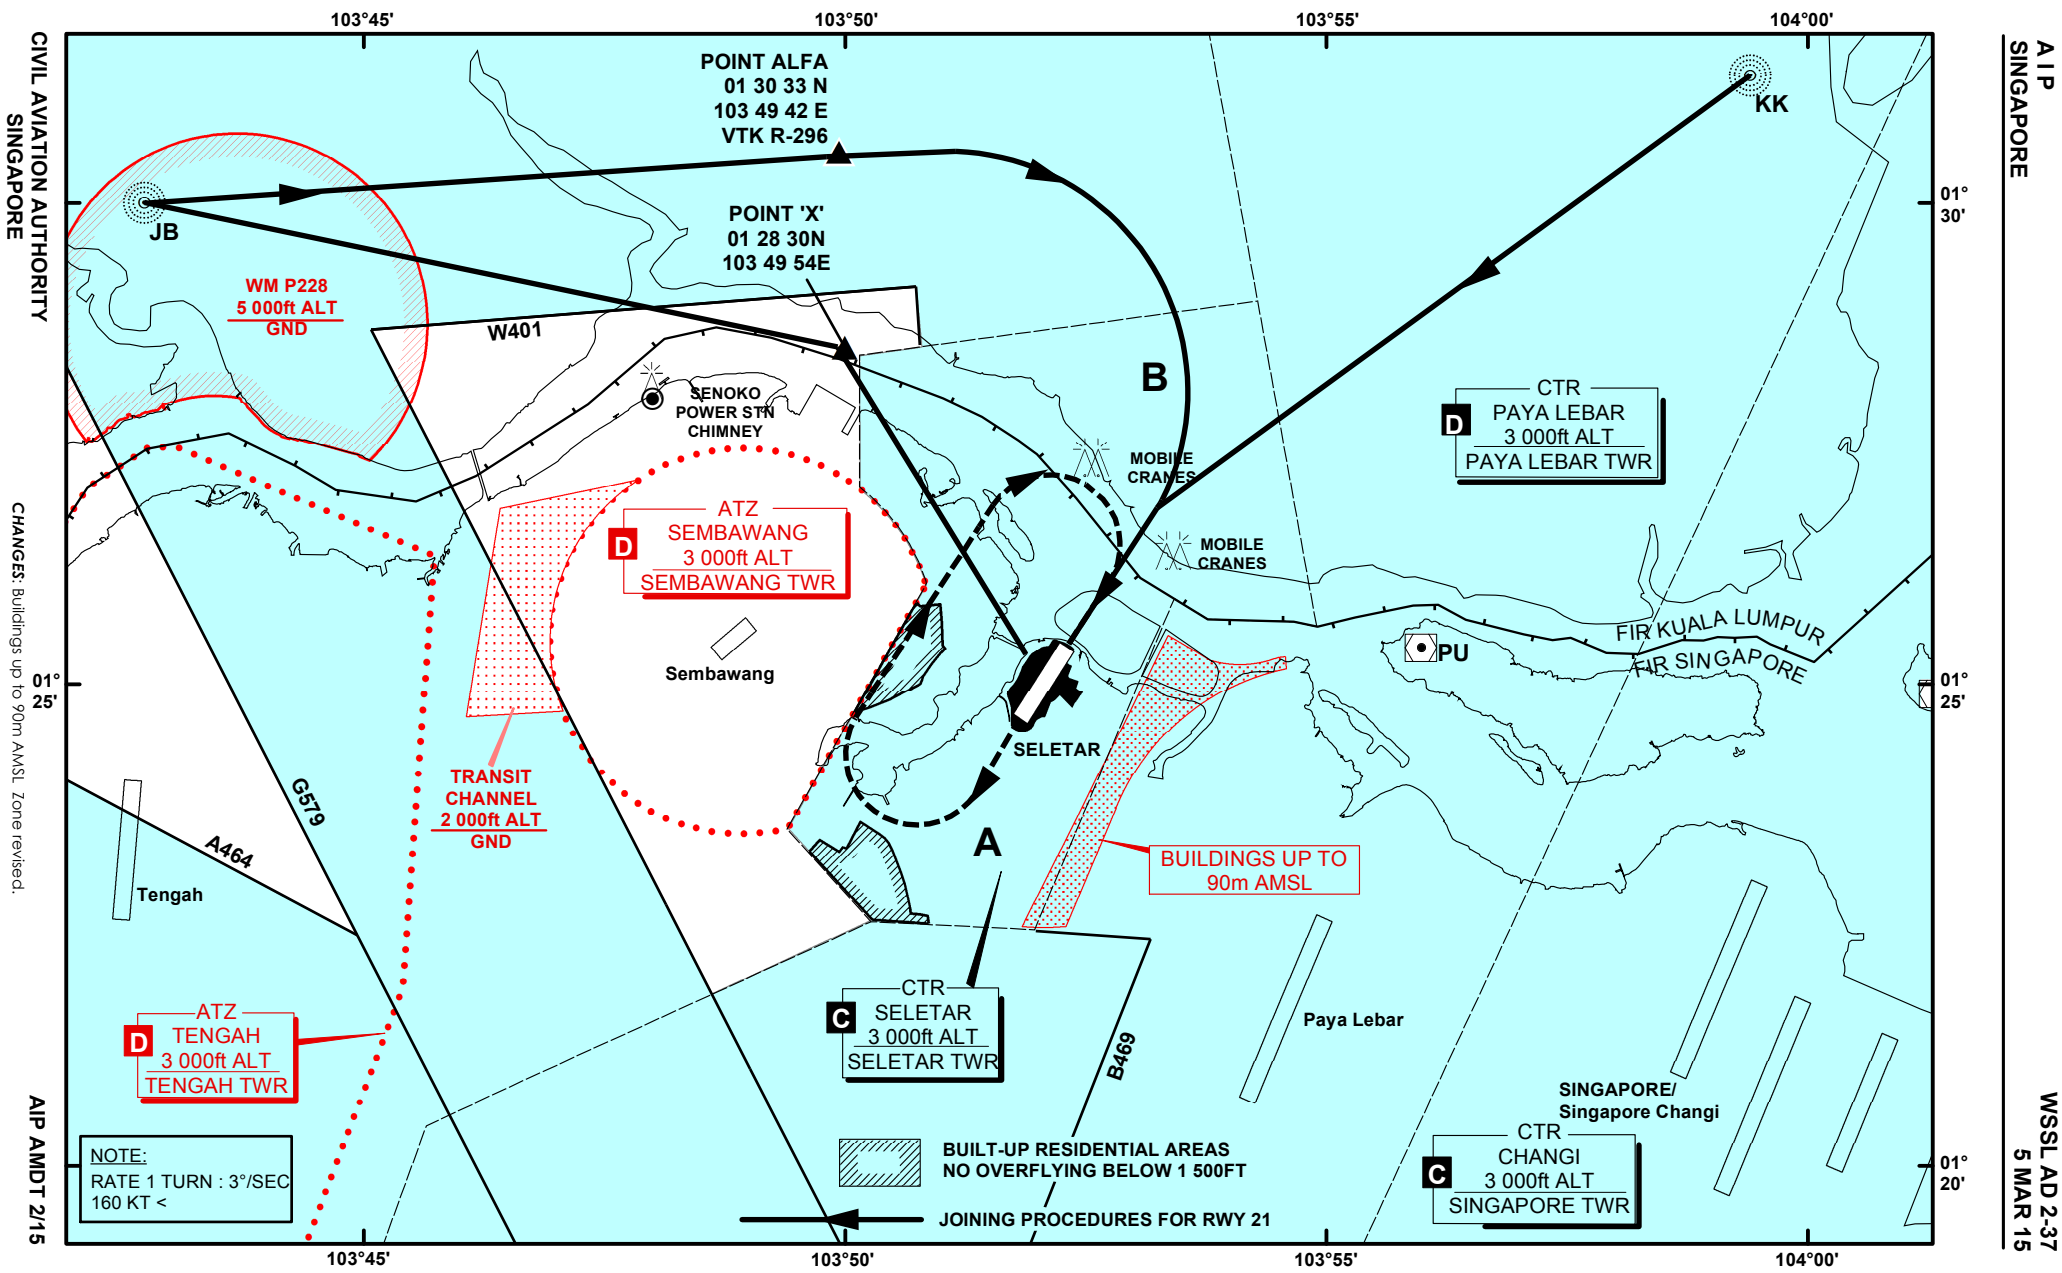 103°45'
103°50'
103°55'
104°00'
A I P
SINGAPORE
CIVIL AVIATION AUTHORITY
SINGAPORE
POINT ALFA
01 30 33 N
103 49 42 E
VTK R-296
KK
JB
01°
30'
POINT 'X'
01 28 30N
103 49 54E
WM P228
5 000ft ALT
GND
W401
B
SENOKO
POWER STN
CHIMNEY
CTR
D
PAYA LEBAR
3 000ft ALT
PAYA LEBAR TWR
MOBILE
CRANES
MOBILE
CRANES
ATZ
D
SEMBAWANG
3 000ft ALT
SEMBAWANG TWR
Sembawang
FIR KUALA LUMPUR
FIR SINGAPORE
PU
01°
25'
01°
25'
SELETAR
CHANGES: Buildings up to 90m AMSL Zone revised.
TRANSIT
CHANNEL
2 000ft ALT
GND
G579
A464
Tengah
A
BUILDINGS UP TO
90m AMSL
CTR
C
SELETAR
3 000ft ALT
SELETAR TWR
B469
Paya Lebar
ATZ
D
TENGAH
3 000ft ALT
TENGAH TWR
SINGAPORE/
Singapore Changi
CTR
C
CHANGI
3 000ft ALT
SINGAPORE TWR
01°
20'
NOTE:
RATE 1 TURN : 3°/SEC
160 KT <
BUILT-UP RESIDENTIAL AREAS
NO OVERFLYING BELOW 1 500FT
JOINING PROCEDURES FOR RWY 21
AIP AMDT 2/15
WSSL AD 2-37
5 MAR 15
103°45'
103°50'
103°55'
104°00'